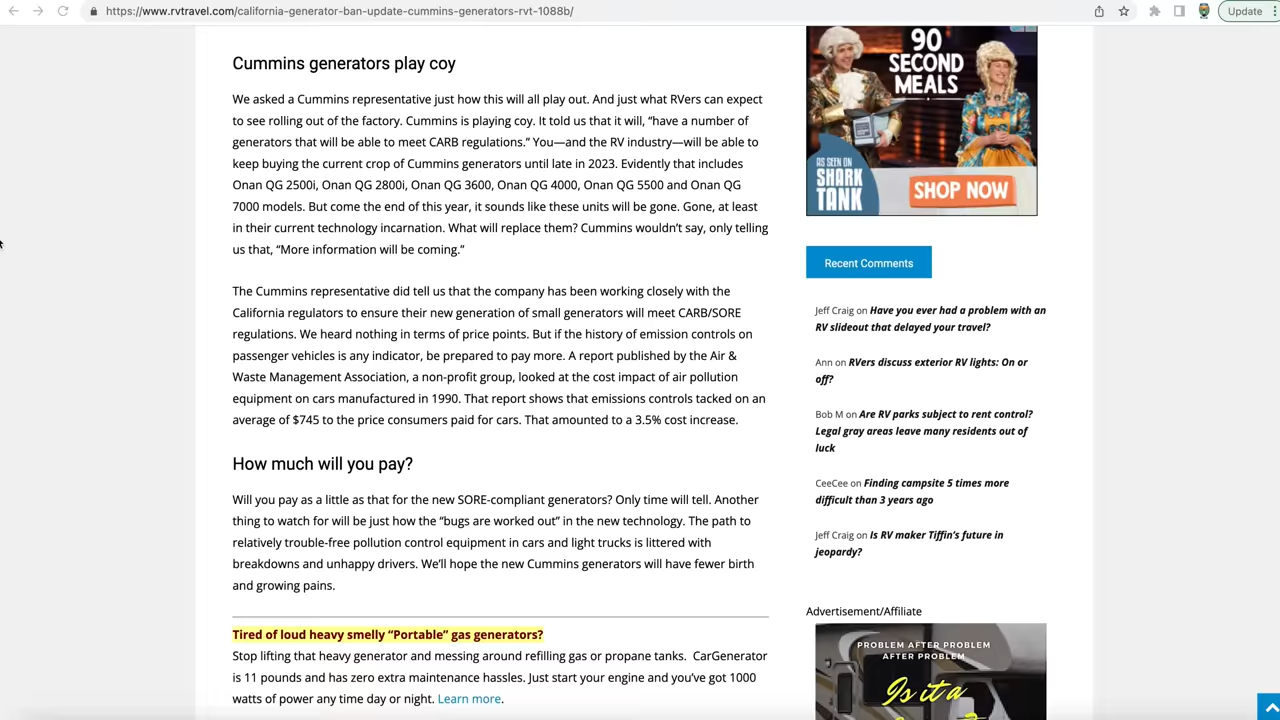 https://www.rvtravel.com/california-generator-ban-update-cummins-generators-rvt-1088b/
Update
Cummins generators play coy
We asked a Cummins representative just how this will all play out. And just what RVers can expect
to see rolling out of the factory. Cummins is playing coy. It told us that it will, “have a number of
generators that will be able to meet CARB regulations.” You—and the RV industry—will be able to
keep buying the current crop of Cummins generators until late in 2023. Evidently that includes
Onan QG 2500i, Onan QG 2800i, Onan QG 3600, Onan QG 4000, Onan QG 5500 and Onan QG
7000 models. But come the end of this year, it sounds like these units will be gone. Gone, at least
in their current technology incarnation. What will replace them? Cummins wouldn’t say, only telling
us that, “More information will be coming.”
The Cummins representative did tell us that the company has been working closely with the
California regulators to ensure their new generation of small generators will meet CARB/SORE
regulations. We heard nothing in terms of price points. But if the history of emission controls on
passenger vehicles is any indicator, be prepared to pay more. A report published by the Air &
Waste Management Association, a non-profit group, looked at the cost impact of air pollution
equipment on cars manufactured in 1990. That report shows that emissions controls tacked on an
average of $745 to the price consumers paid for cars. That amounted to a 3.5% cost increase.
How much will you pay?
Will you pay as a little as that for the new SORE-compliant generators? Only time will tell. Another
thing to watch for will be just how the “bugs are worked out” in the new technology. The path to
relatively trouble-free pollution control equipment in cars and light trucks is littered with
breakdowns and unhappy drivers. We’ll hope the new Cummins generators will have fewer birth
and growing pains.
Tired of loud heavy smelly “Portable” gas generators?
Stop lifting that heavy generator and messing around refilling gas or propane tanks.  CarGenerator
is 11 pounds and has zero extra maintenance hassles. Just start your engine and you’ve got 1000
watts of power any time day or night. Learn more.
90
SECOND
MEALS
AS SEEN ON
SHARK
TANK
SHOP NOW
Recent Comments
Jeff Craig on Have you ever had a problem with an
RV slideout that delayed your travel?
Ann on RVers discuss exterior RV lights: On or
off?
Bob M on Are RV parks subject to rent control?
Legal gray areas leave many residents out of
luck
CeeCee on Finding campsite 5 times more
difficult than 3 years ago
Jeff Craig on Is RV maker Tiffin’s future in
jeopardy?
Advertisement/Affiliate
PROBLEM AFTER PROBLEM
AFTER PROBLEM
Is it a